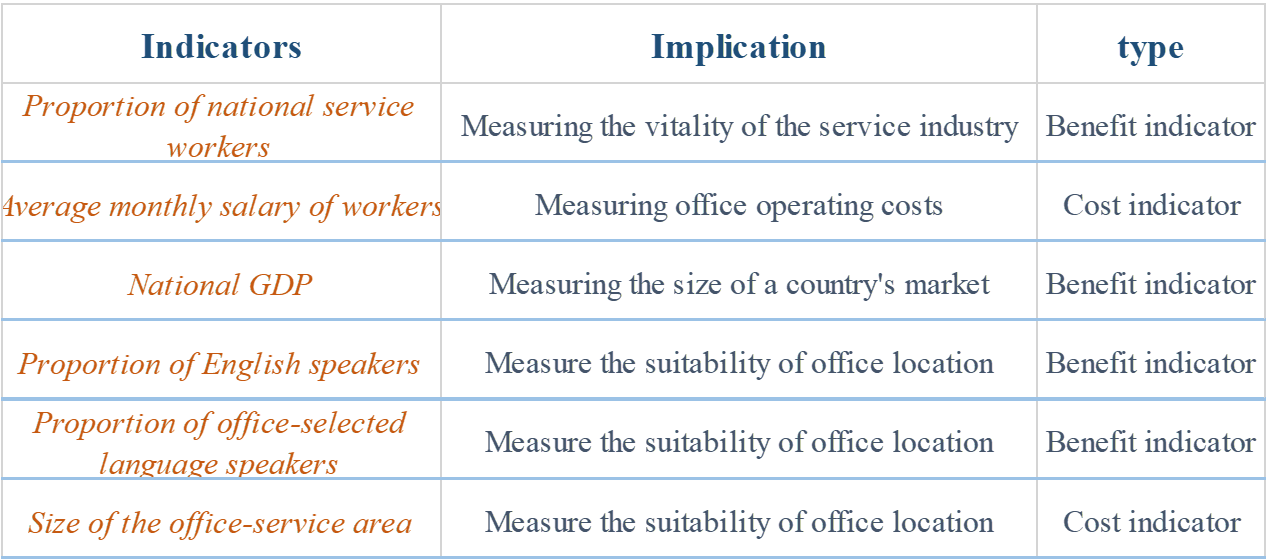 Indicators Implication type
Proportion of national service
workers
Measuring the vitality of the service industry Benefit indicator
Average monthly salary of workers Measuring office operating costs Cost indicator
National GDP Measuring the size of a country's market Benefit indicator
Proportion of English speakers Measure the suitability of office location Benefit indicator
Proportion of office-selected
language speakers
Measure the suitability of office location Benefit indicator
Size of the office-service area Measure the suitability of office location Cost indicator